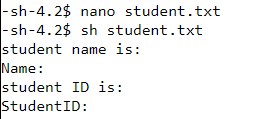 -sh-4.2$ nano student.txt
-sh-4.2$ sh student.txt
student name is:
Name:
student ID is:
StudentID: